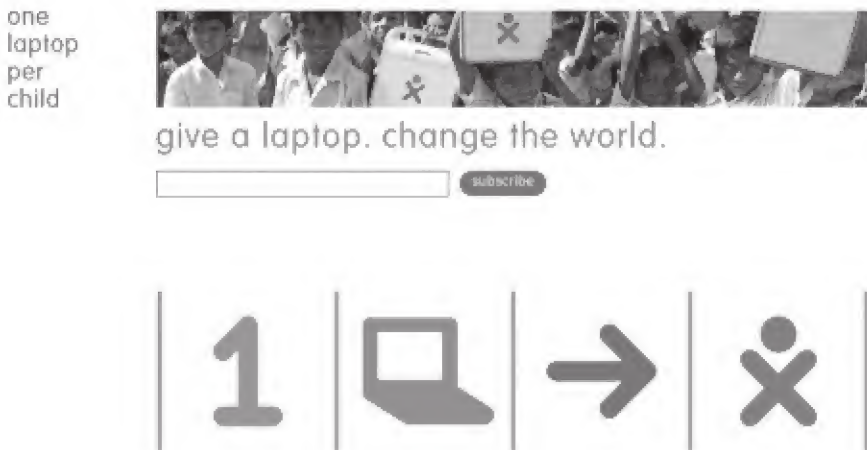 one
laptop
per
child
give a laptop. change the world.
subscribe
1